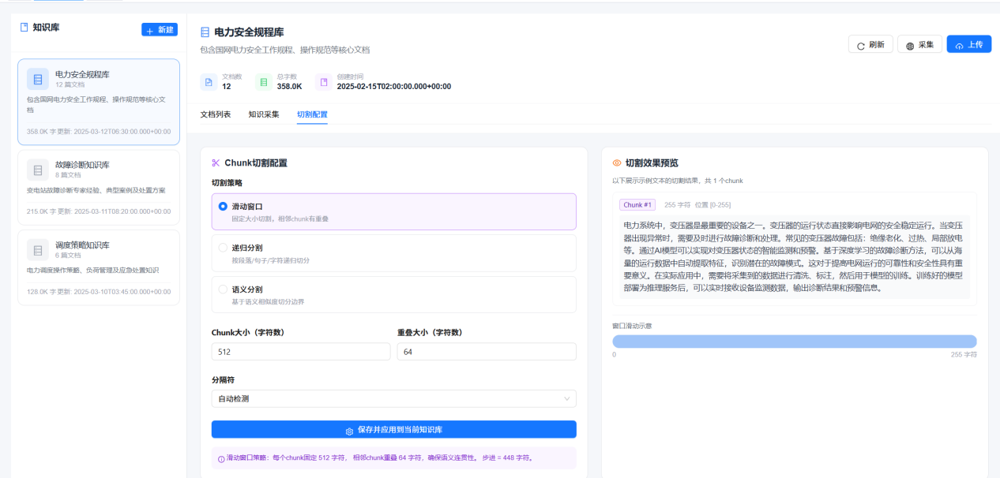 知识库
新建
电力安全规程库
12 篇文档
包含国网电力安全工作规程、操作规范等核心文
档
358.0K 字 更新: 2025-03-12T06:30:00.000+00:00
故障诊断知识库
8 篇文档
变电站故障诊断专家经验、典型案例及处置方案
215.0K 字 更新: 2025-03-11T08:20:00.000+00:00
调度策略知识库
6 篇文档
电力调度操作策略、负荷管理及应急处置知识
128.0K 字 更新: 2025-03-10T03:45:00.000+00:00
电力安全规程库
包含国网电力安全工作规程、操作规范等核心文档
刷新
采集
上传
文档数
12
总字数
358.0K
创建时间
2025-02-15T02:00:00.000+00:00
文档列表
知识采集
切割配置
Chunk切割配置
切割策略
滑动窗口
固定大小切割，相邻chunk有重叠
递归分割
按段落/句子/字符递归切分
语义分割
基于语义相似度切分边界
Chunk大小（字符数）
重叠大小（字符数）
512
64
分隔符
自动检测
保存并应用到当前知识库
滑动窗口策略：每个chunk固定 512 字符， 相邻chunk重叠 64 字符，确保语义连贯性。 步进 = 448 字符。
切割效果预览
以下展示示例文本的切割结果，共 1 个chunk
Chunk #1 255 字符 位置 [0-255]
电力系统中，变压器是最重要的设备之一。变压器的运行状态直接影响电网的安全稳定运行。当变压
器出现异常时，需要及时进行故障诊断和处理。常见的变压器故障包括：绝缘老化、过热、局部放电
等。通过AI模型可以实现对变压器状态的智能监测和预警。基于深度学习的故障诊断方法，可以从海
量的运行数据中自动提取特征，识别潜在的故障模式。这对于提高电网运行的可靠性和安全性具有重
要意义。在实际应用中，需要将采集到的数据进行清洗、标注，然后用于模型的训练。训练好的模型
部署为推理服务后，可以实时接收设备监测数据，输出诊断结果和预警信息。
窗口滑动示意
0
255 字符